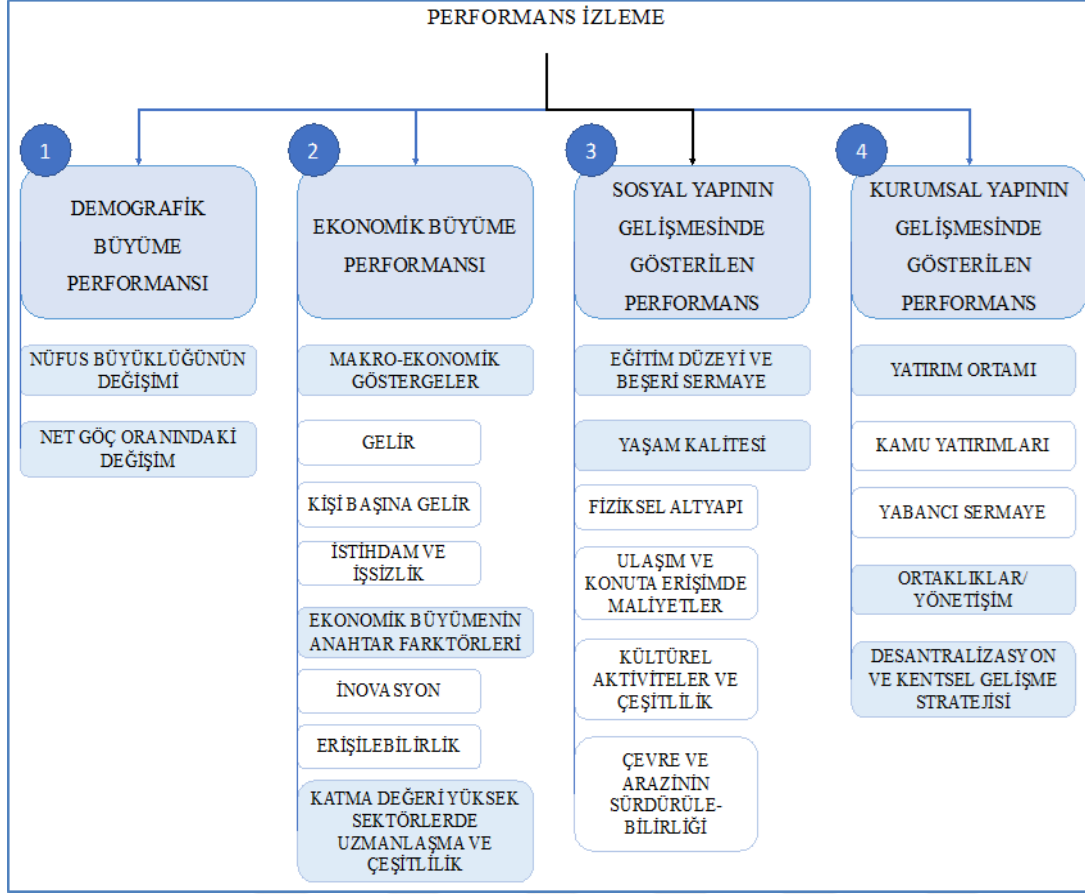 PERFORMANS İZLEME
1
DEMOGRAFİK
BÜYÜME
PERFORMANSI
NÜFUS BÜYÜKLÜĞÜNÜN
DEĞİŞİMİ
NET GÖÇ ORANINDAKİ
DEĞİŞİM
2
EKONOMİK BÜYÜME
PERFORMANSI
MAKRO-EKONOMİK
GÖSTERGELER
GELİR
KİŞİ BAŞINA GELİR
İSTİHDAM VE
İŞSİZLİK
EKONOMİK BÜYÜMENİN
ANAHTAR FARKTÖRLERİ
İNOVASYON
ERİŞİLEBİLİRLİK
KATMA DEĞERİ YÜKSEK
SEKTÖRLERDE
UZMANLAŞMA VE
ÇEŞİTLİLİK
3
SOSYAL YAPININ
GELİŞMESİNDE
GÖSTERİLEN
PERFORMANS
EĞİTİM DÜZEYİ VE
BEŞERİ SERMAYE
YAŞAM KALİTESİ
FİZİKSEL ALTYAPI
ULAŞIM VE
KONUTA ERİŞİMDE
MALİYETLER
KÜLTÜREL
AKTİVİTELER VE
ÇEŞİTLİLİK
ÇEVRE VE
ARAZİNİN
SÜRDÜRÜLE-
BİLİRLİĞİ
4
KURUMSAL YAPININ
GELİŞMESİNDE
GÖSTERİLEN
PERFORMANS
YATIRIM ORTAMI
KAMU YATIRIMLARI
YABANCI SERMAYE
ORTAKLIKLAR/
YÖNETİŞİM
DESANTRALİZASYON
VE KENTSEL GELİŞME
STRATEJİSİ